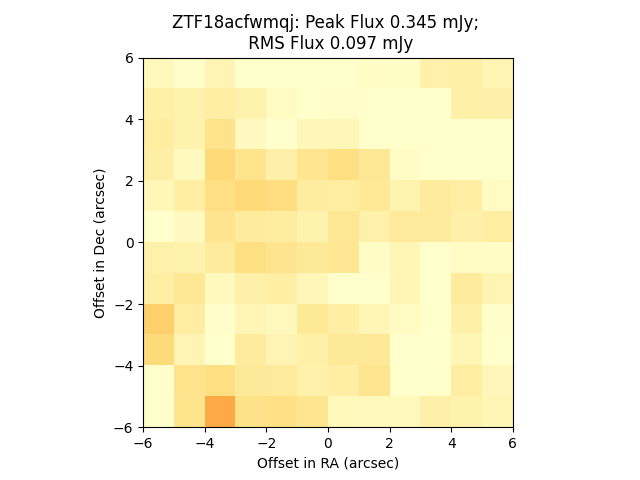 ZTF18acfwmqj: Peak Flux 0.345 mJy;
RMS Flux 0.097 mJy
6
4
2
0
−2
−4
−6
Offset in Dec (arcsec)
−6 −4 −2 0 2 4 6
Offset in RA (arcsec)